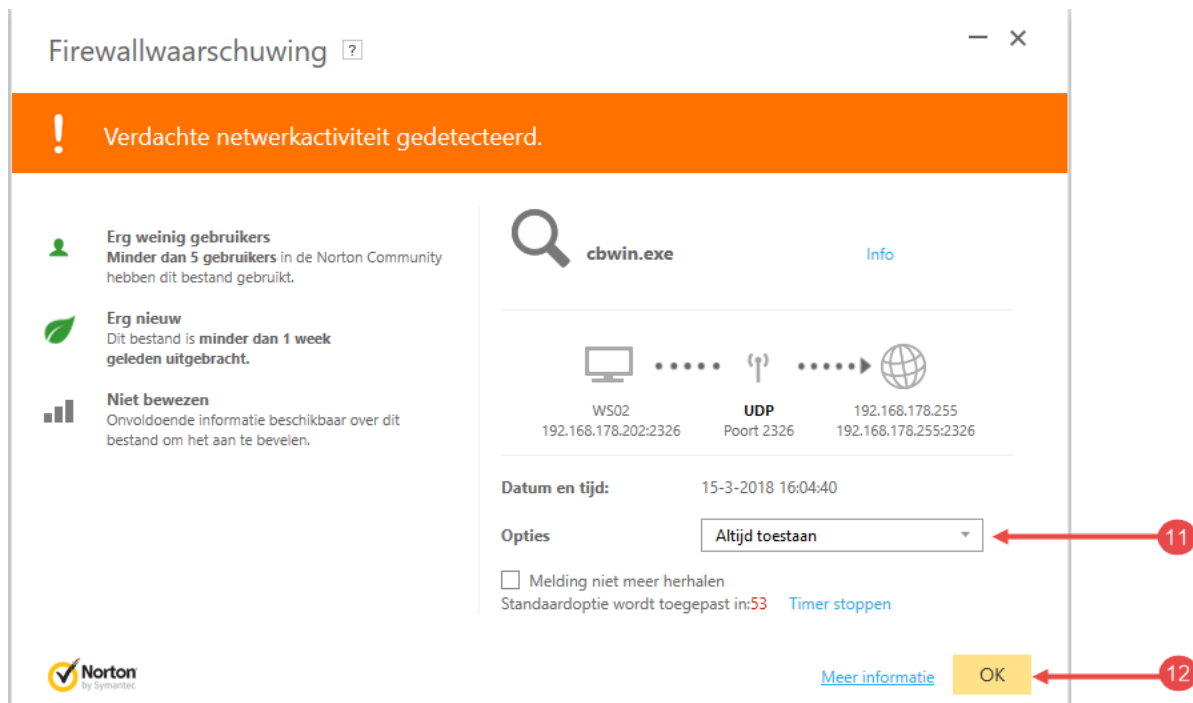 Firewallwaarschuwing ?
! Verdachte netwerkactiviteit gedetecteerd.
Erg weinig gebruikers
Minder dan 5 gebruikers in de Norton Community
hebben dit bestand gebruikt.
Erg nieuw
Dit bestand is minder dan 1 week
geleden uitgebracht.
Niet bewezen
Onvoldoende informatie beschikbaar over dit
bestand om het aan te bevelen.
cbwin.exe Info
WS02 UDP 192.168.178.255
192.168.178.202:2326 Poort 2326 192.168.178.255:2326
Datum en tijd: 15-3-2018 16:04:40
Opties Altijd toestaan 11
Melding niet meer herhalen
Standaardoptie wordt toegepast in:53 Timer stoppen
Norton
by Symantec
Meer informatie OK 12